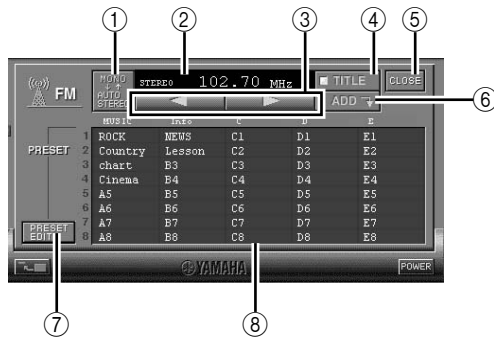 ① ② ③ ④ ⑤
FM
MONO
AUTO
STEREO
STEREO 102.70 MHz
TITLE
CLOSE
ADD
⑥
MUSIC Info C D E
PRESET
1 ROCK NEWS C1 D1 E1
2 Country Lesson C2 D2 E2
3 chart B3 C3 D3 E3
4 Cinema B4 C4 D4 E4
5 A5 B5 C5 D5 E5
6 A6 B6 C6 D6 E6
7 A7 B7 C7 D7 E7
8 A8 B8 C8 D8 E8
PRESET
EDIT
YAMAHA
POWER
⑦ ⑧